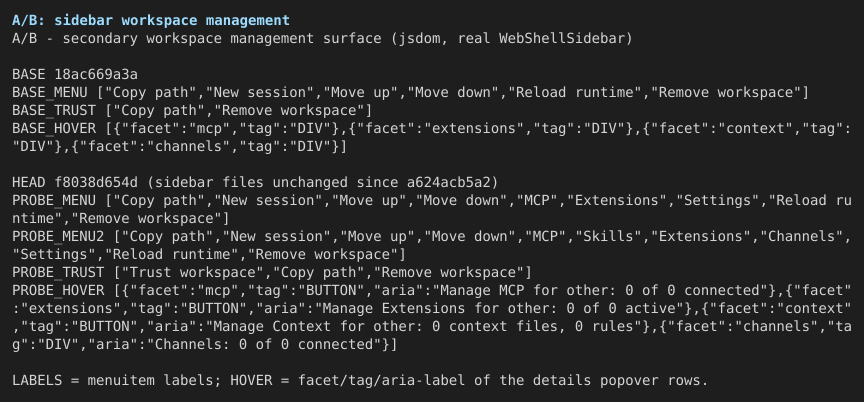 A/B: sidebar workspace management
A/B - secondary workspace management surface (jsdom, real WebShellSidebar)
BASE 18ac669a3a
BASE_MENU ["Copy path","New session","Move up","Move down","Reload runtime","Remove workspace"]
BASE_TRUST ["Copy path","Remove workspace"]
BASE_HOVER [{"facet":"mcp","tag":"DIV"},{"facet":"extensions","tag":"DIV"},{"facet":"context","tag":
"DIV"},{"facet":"channels","tag":"DIV"}]
HEAD f8038d654d (sidebar files unchanged since a624acb5a2)
PROBE_MENU ["Copy path","New session","Move up","Move down","MCP","Extensions","Settings","Reload ru
ntime","Remove workspace"]
PROBE_MENU2 ["Copy path","New session","Move up","Move down","MCP","Skills","Extensions","Channels",
"Settings","Reload runtime","Remove workspace"]
PROBE_TRUST ["Trust workspace","Copy path","Remove workspace"]
PROBE_HOVER [{"facet":"mcp","tag":"BUTTON","aria":"Manage MCP for other: 0 of 0 connected"},{"facet"
:"extensions","tag":"BUTTON","aria":"Manage Extensions for other: 0 of 0 active"},{"facet":"context"
,"tag":"BUTTON","aria":"Manage Context for other: 0 context files, 0 rules"},{"facet":"channels","ta
g":"DIV","aria":"Channels: 0 of 0 connected"}]
LABELS = menuitem labels; HOVER = facet/tag/aria-label of the details popover rows.